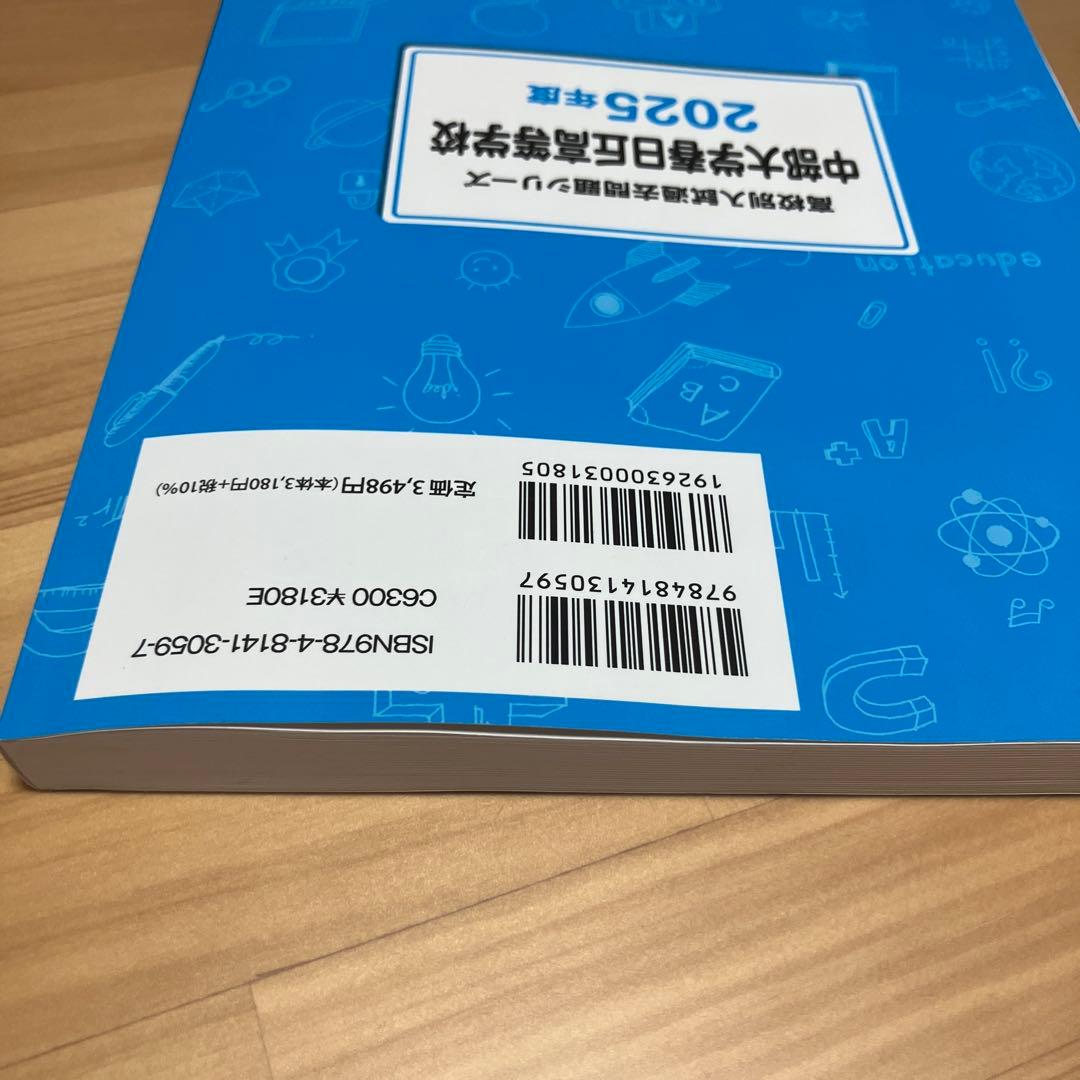 ISBN978-4-8141-3059-7
C6300 ¥3180E
定価 3,498円（本体3,180円+税10%）
9784814130597
1926300031805
高校別入試過去問題シリーズ
中部大学春日丘高等学校
2025年度
education
A B
C
A+
A